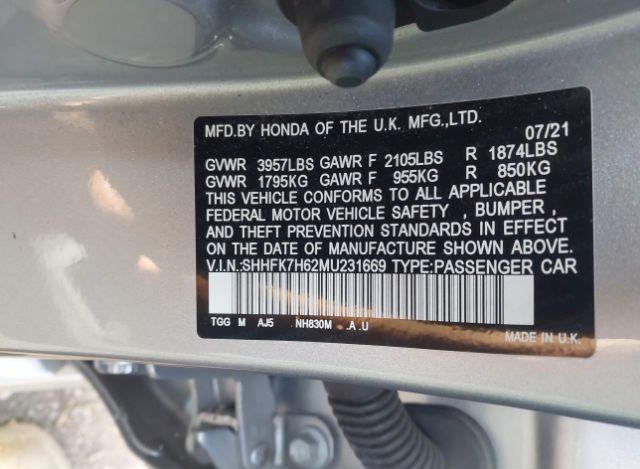 MFD.BY HONDA OF THE U.K. MFG.,LTD. 07/21
GVWR 3957LBS GAWR F 2105LBS R 1874LBS
GVWR 1795KG GAWR F 955KG R 850KG
THIS VEHICLE CONFORMS TO ALL APPLICABLE
FEDERAL MOTOR VEHICLE SAFETY , BUMPER ,
AND THEFT PREVENTION STANDARDS IN EFFECT
ON THE DATE OF MANUFACTURE SHOWN ABOVE.
V.I.N.:SHHFK7H62MU231669 TYPE:PASSENGER CAR
TGG M AJ5 NH830M .A .U
MADE IN U.K.